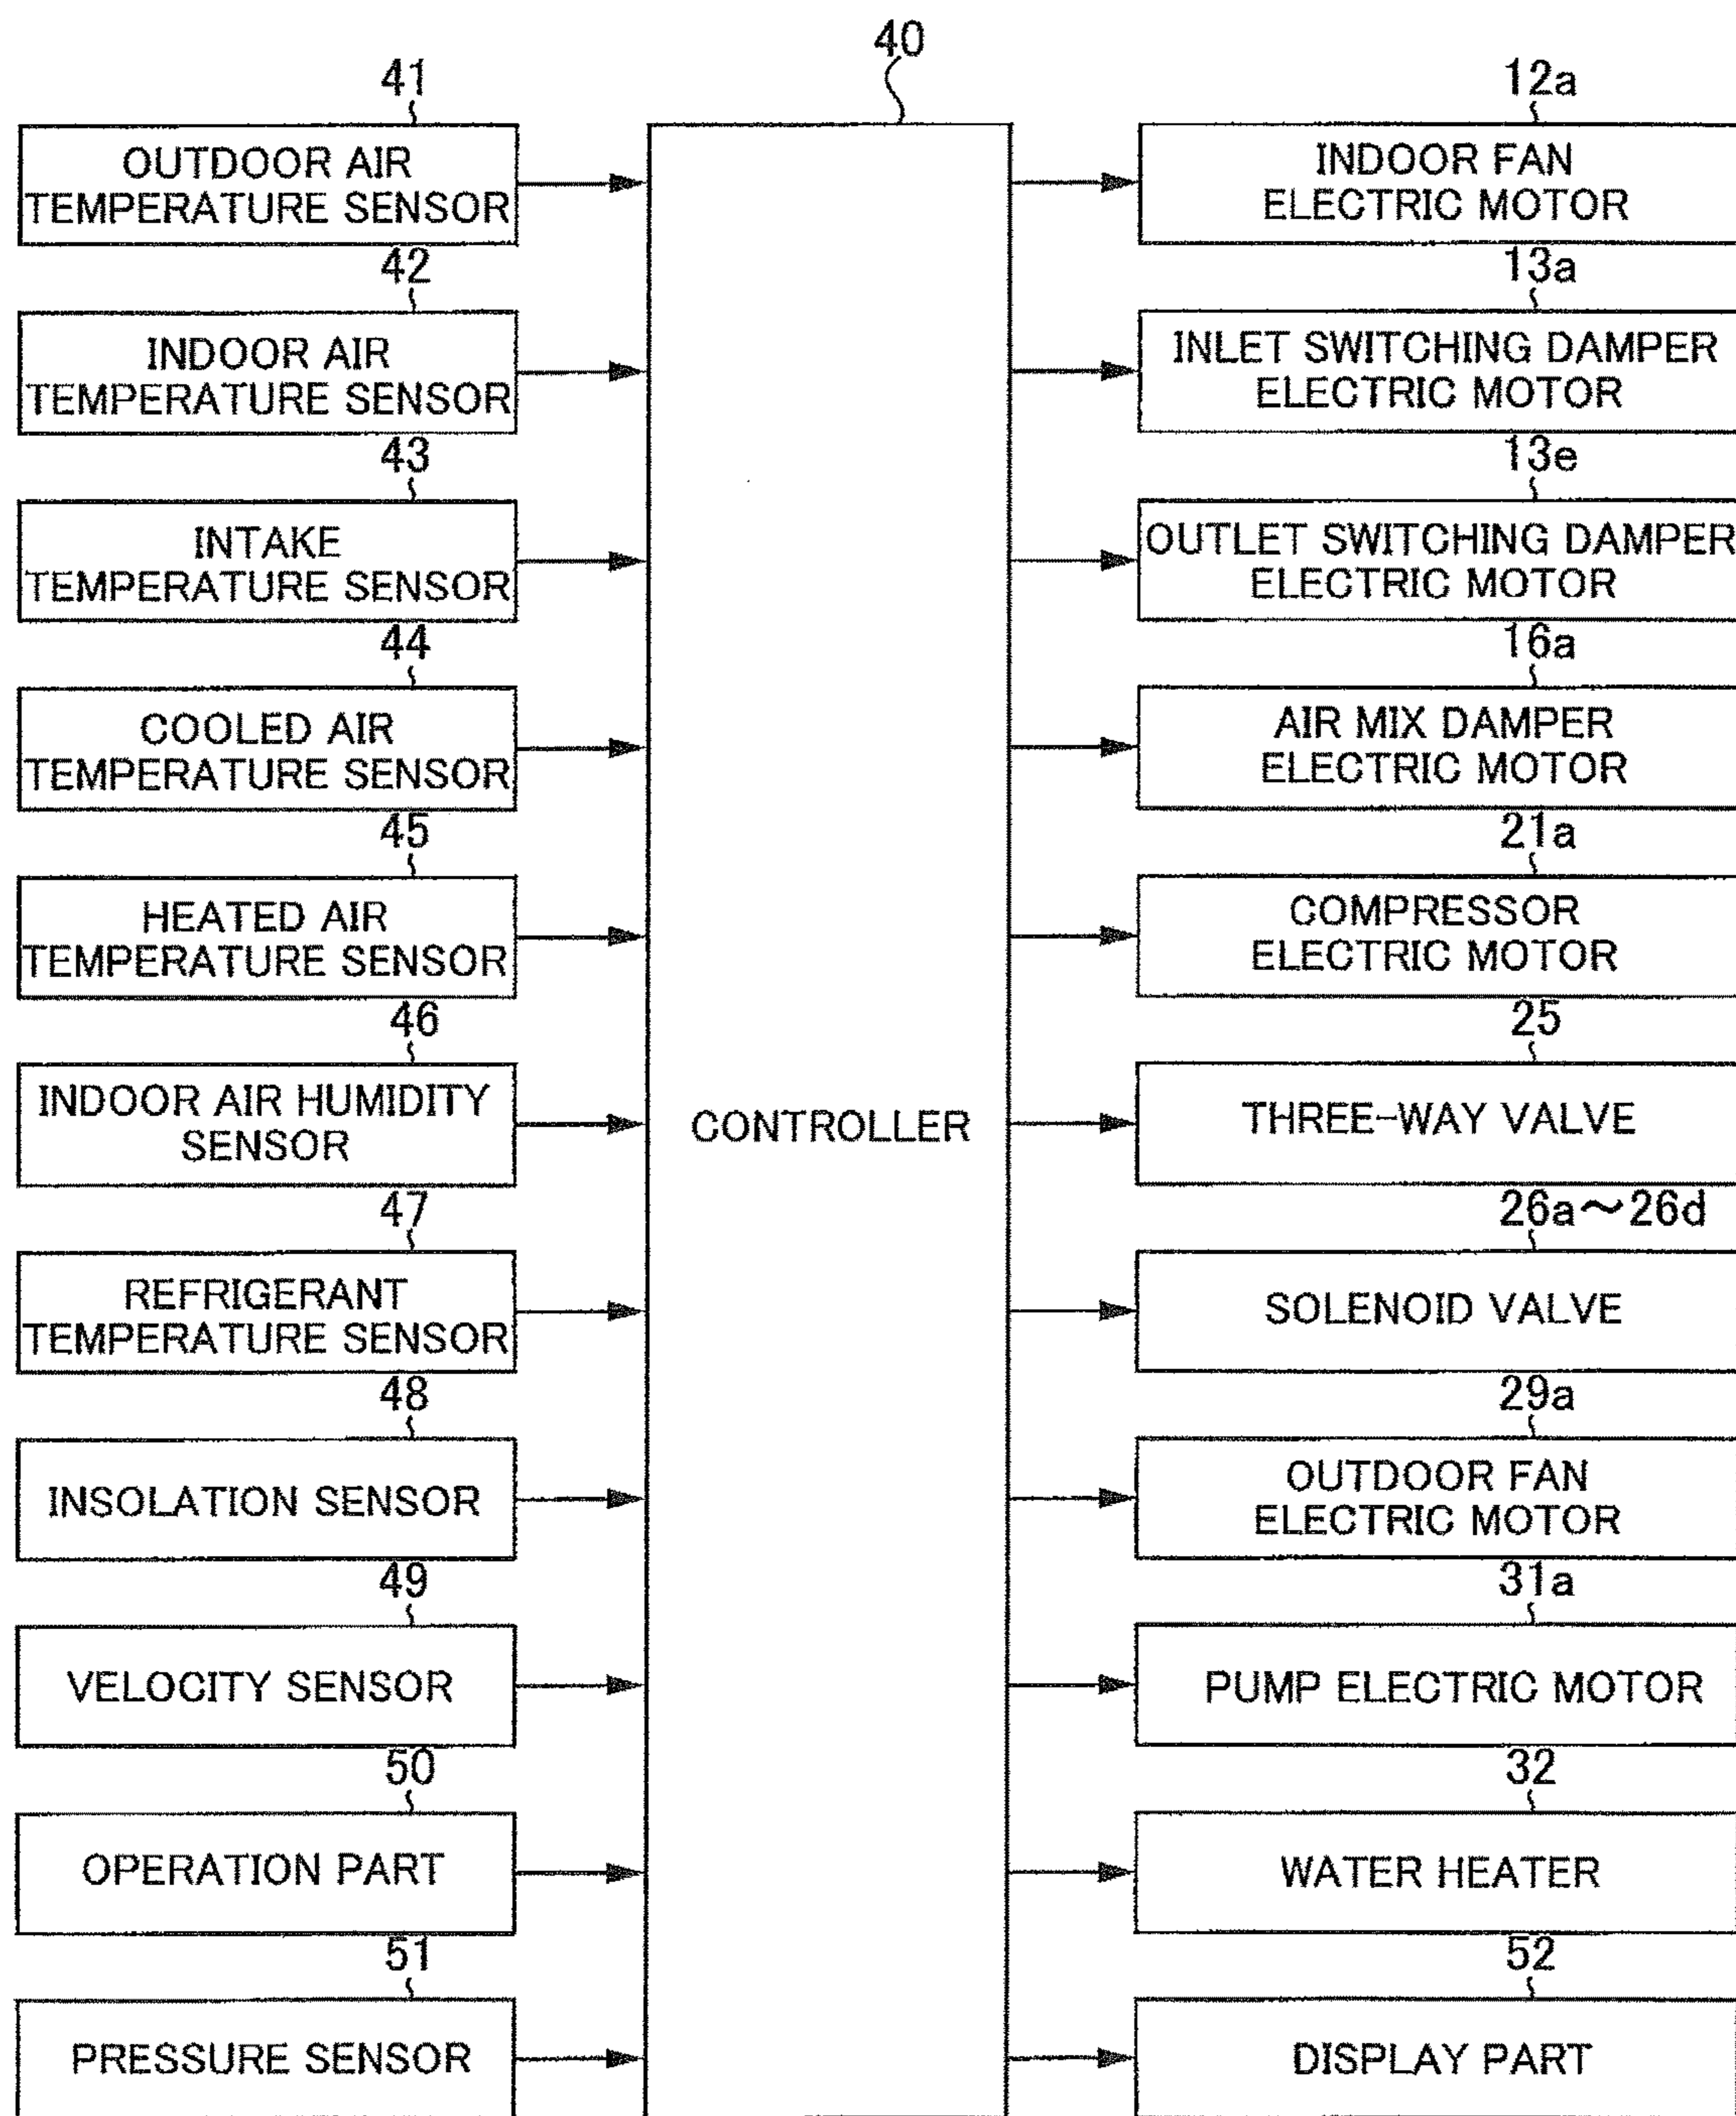 40
41
OUTDOOR AIR
TEMPERATURE SENSOR
42
INDOOR AIR
TEMPERATURE SENSOR
43
INTAKE
TEMPERATURE SENSOR
44
COOLED AIR
TEMPERATURE SENSOR
45
HEATED AIR
TEMPERATURE SENSOR
46
INDOOR AIR HUMIDITY
SENSOR
47
REFRIGERANT
TEMPERATURE SENSOR
48
INSOLATION SENSOR
49
VELOCITY SENSOR
50
OPERATION PART
51
PRESSURE SENSOR
CONTROLLER
12a
INDOOR FAN
ELECTRIC MOTOR
13a
INLET SWITCHING DAMPER
ELECTRIC MOTOR
13e
OUTLET SWITCHING DAMPER
ELECTRIC MOTOR
16a
AIR MIX DAMPER
ELECTRIC MOTOR
21a
COMPRESSOR
ELECTRIC MOTOR
25
THREE-WAY VALVE
26a〜26d
SOLENOID VALVE
29a
OUTDOOR FAN
ELECTRIC MOTOR
31a
PUMP ELECTRIC MOTOR
32
WATER HEATER
52
DISPLAY PART